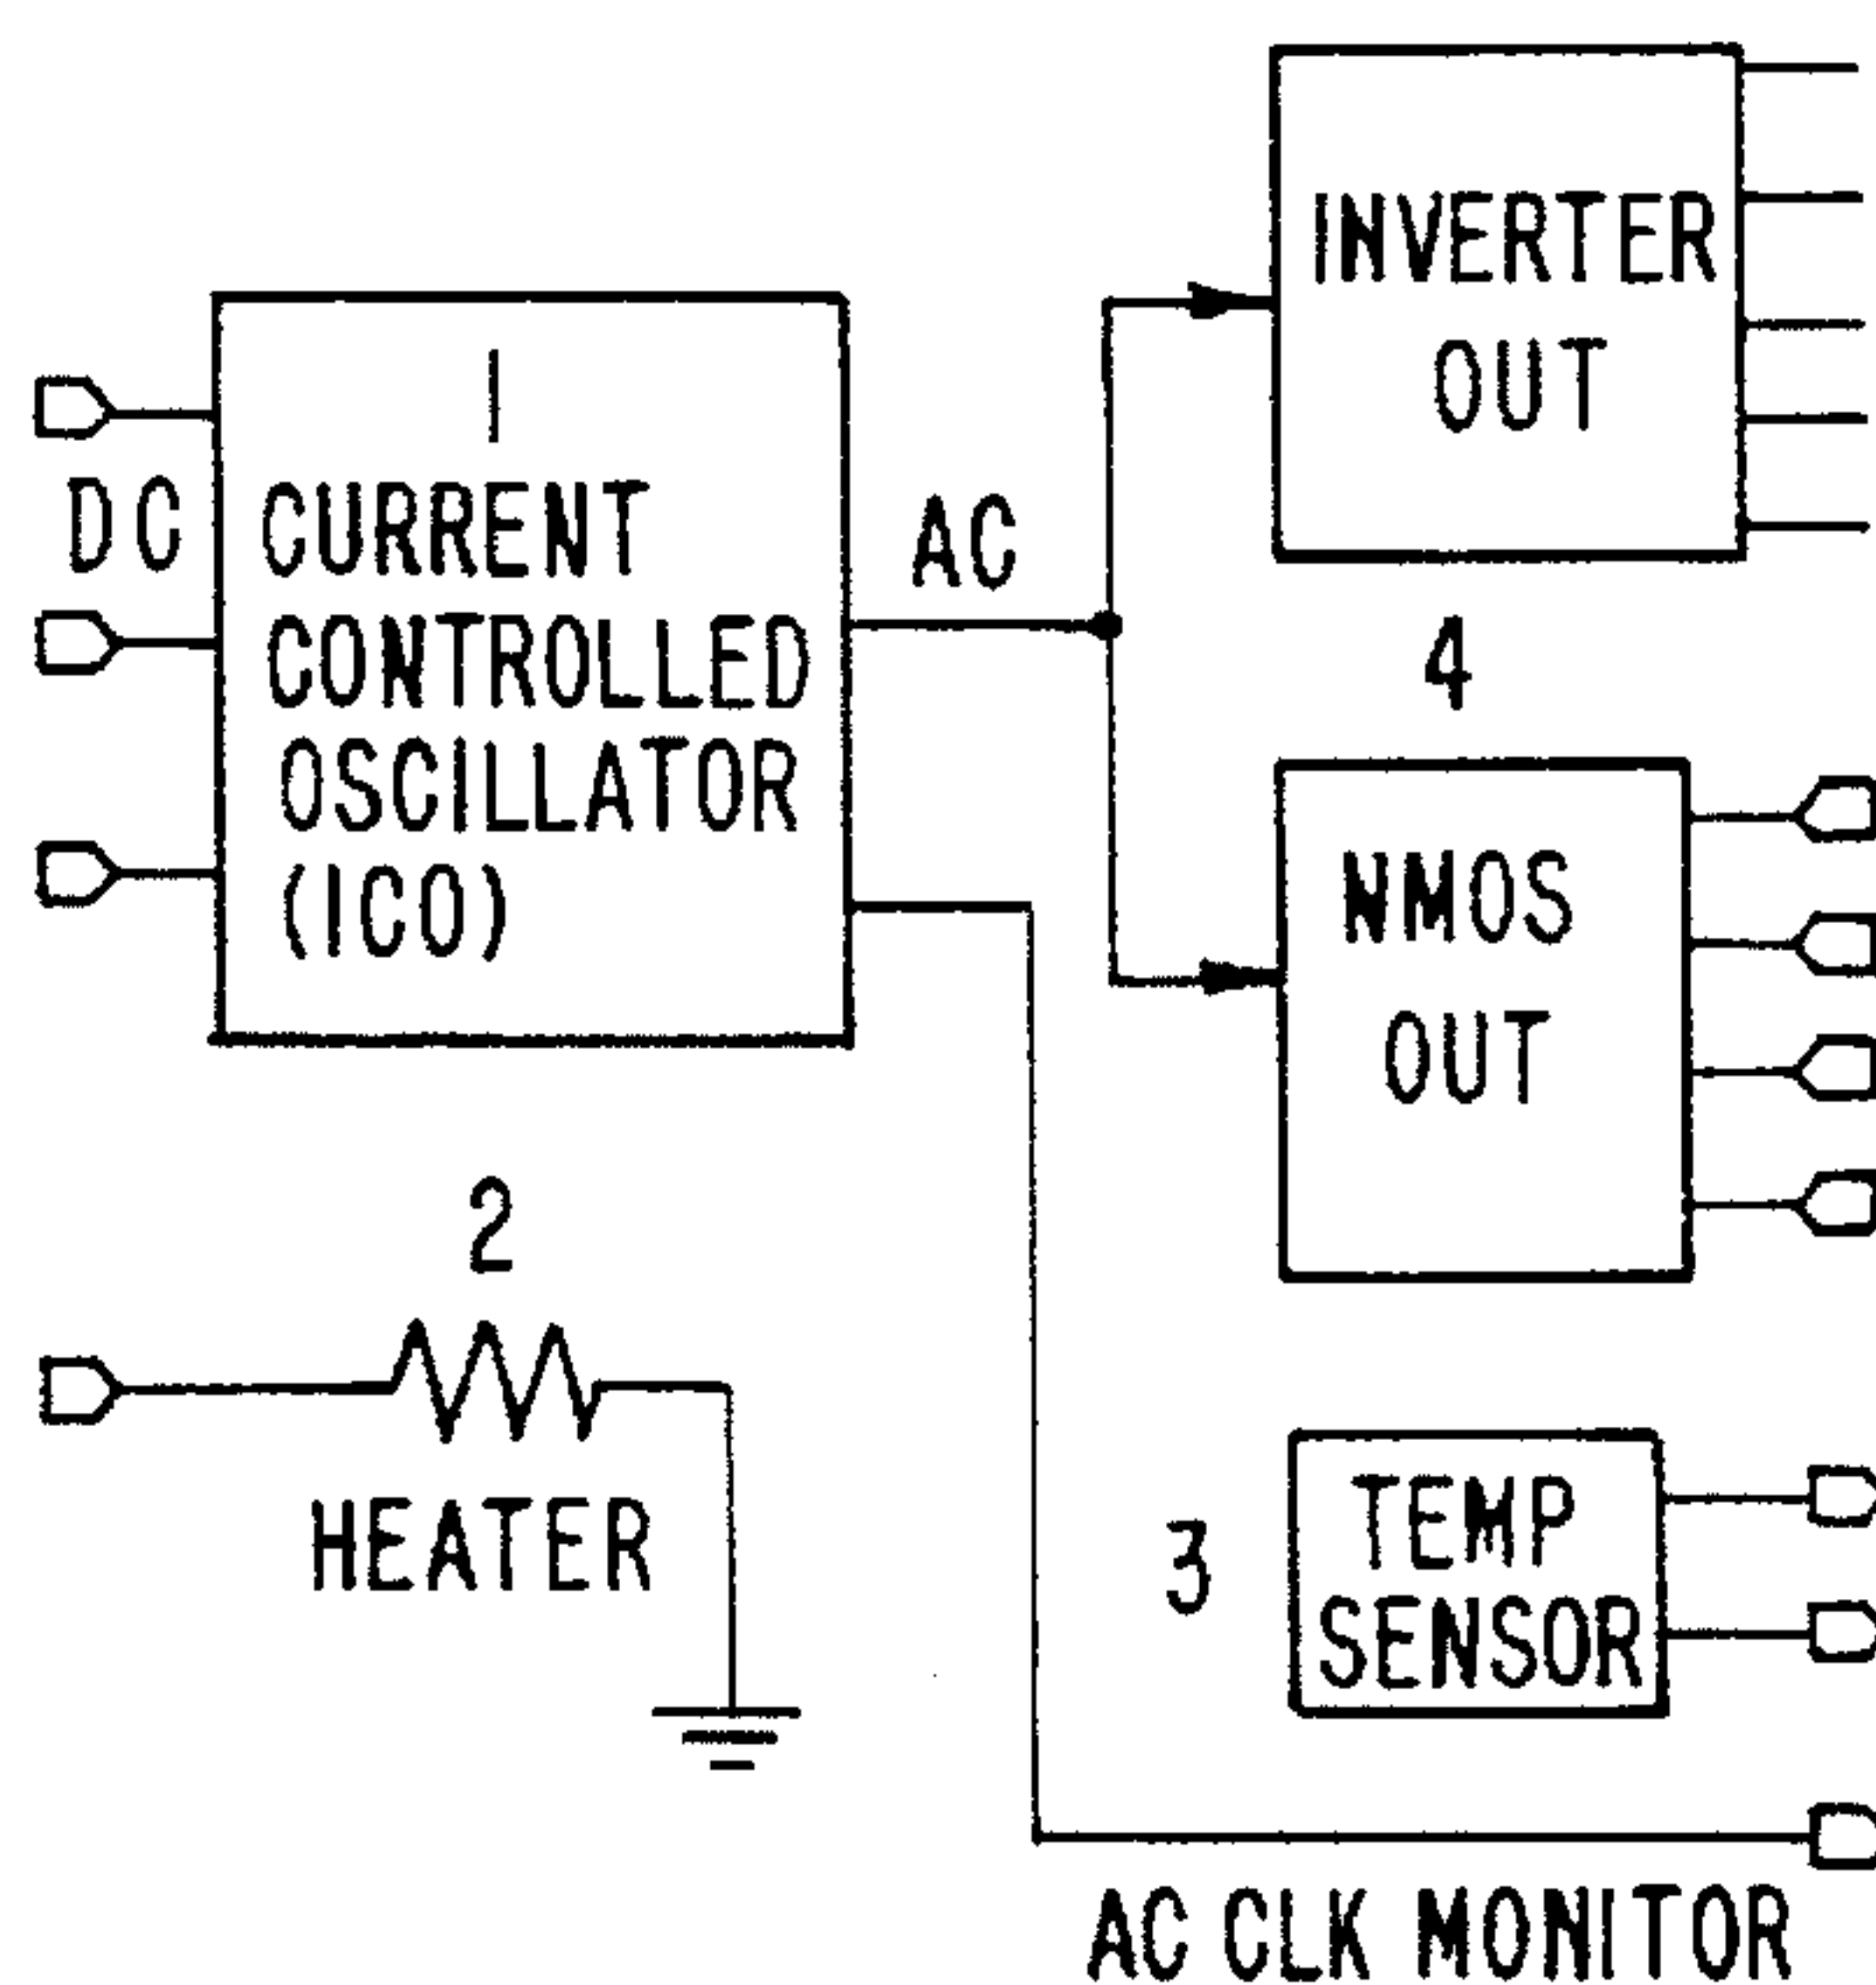 DC
1
CURRENT
CONTROLLED
OSCILLATOR
(ICO)
AC
INVERTER
OUT
4
NMOS
OUT
2
HEATER
3
TEMP
SENSOR
AC CLK MONITOR